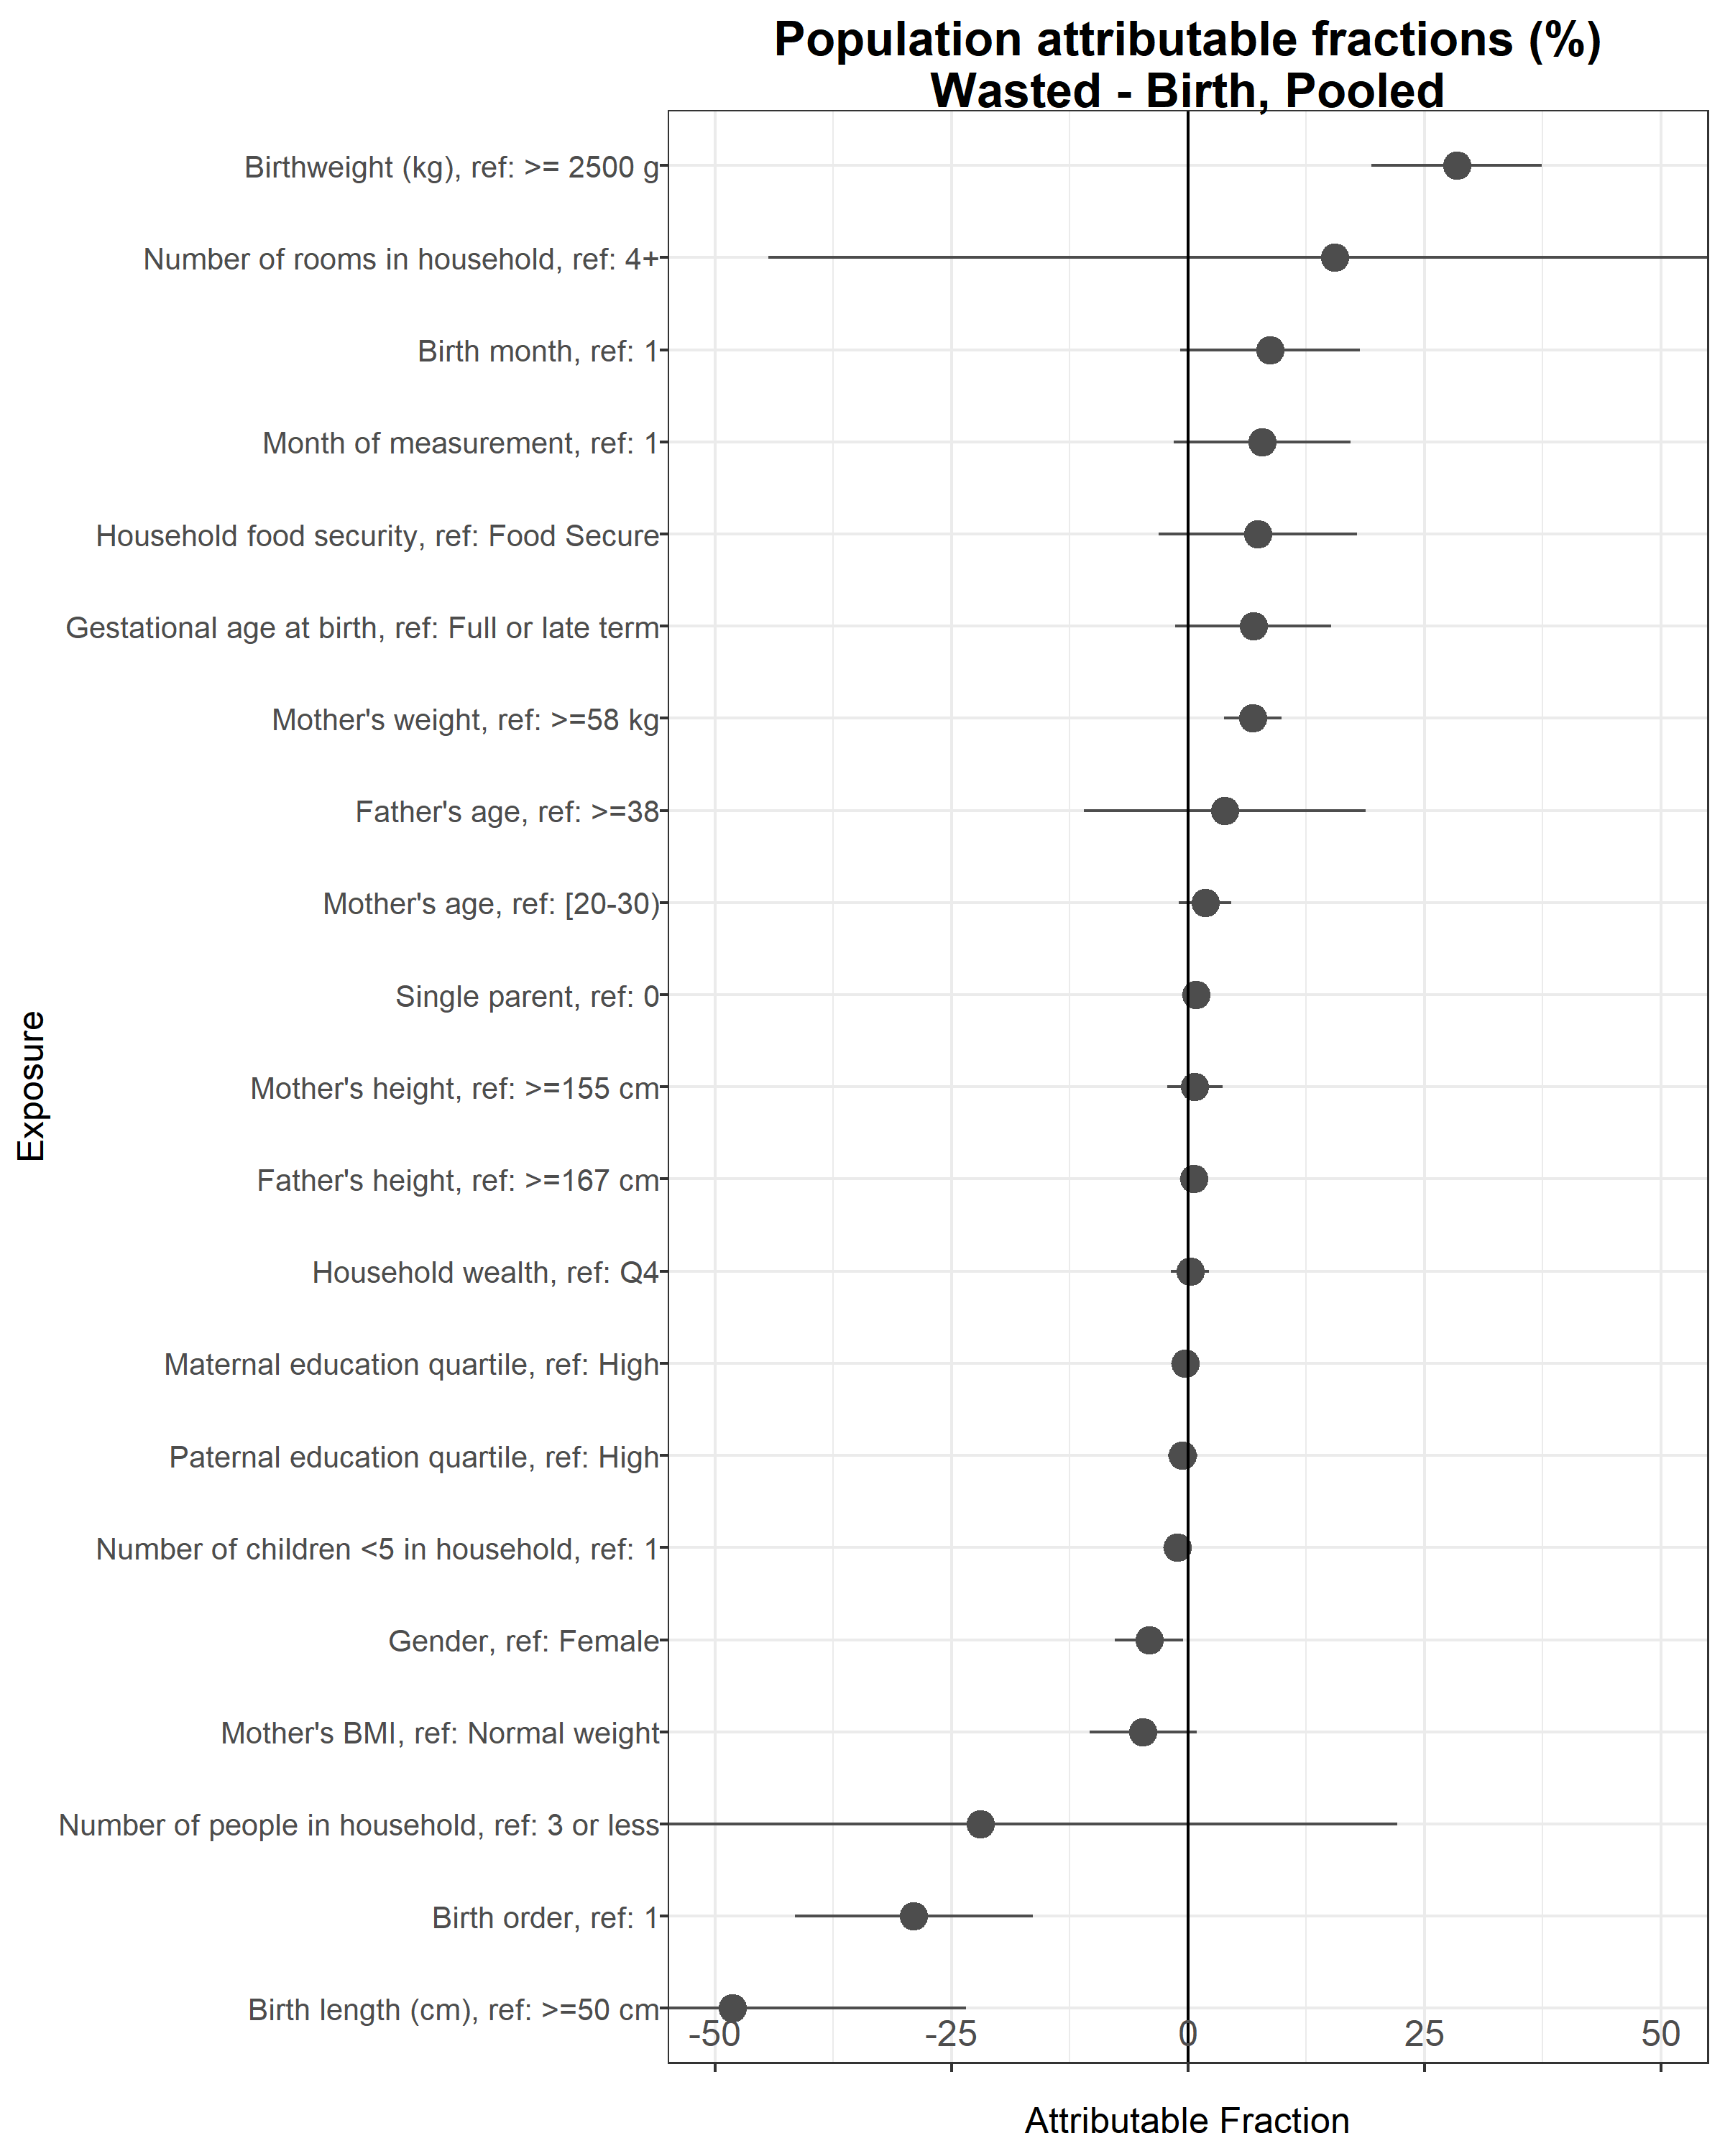 Population attributable fractions (%)
Wasted - Birth, Pooled
Birthweight (kg), ref: >= 2500 g
Number of rooms in household, ref: 4+
Birth month, ref: 1
Month of measurement, ref: 1
Household food security, ref: Food Secure
Gestational age at birth, ref: Full or late term
Mother's weight, ref: >=58 kg
Father's age, ref: >=38
Mother's age, ref: [20-30)
Single parent, ref: 0
Mother's height, ref: >=155 cm
Father's height, ref: >=167 cm
Household wealth, ref: Q4
Maternal education quartile, ref: High
Paternal education quartile, ref: High
Number of children <5 in household, ref: 1
Gender, ref: Female
Mother's BMI, ref: Normal weight
Number of people in household, ref: 3 or less
Birth order, ref: 1
Birth length (cm), ref: >=50 cm
Exposure
-50 -25 0 25 50
Attributable Fraction